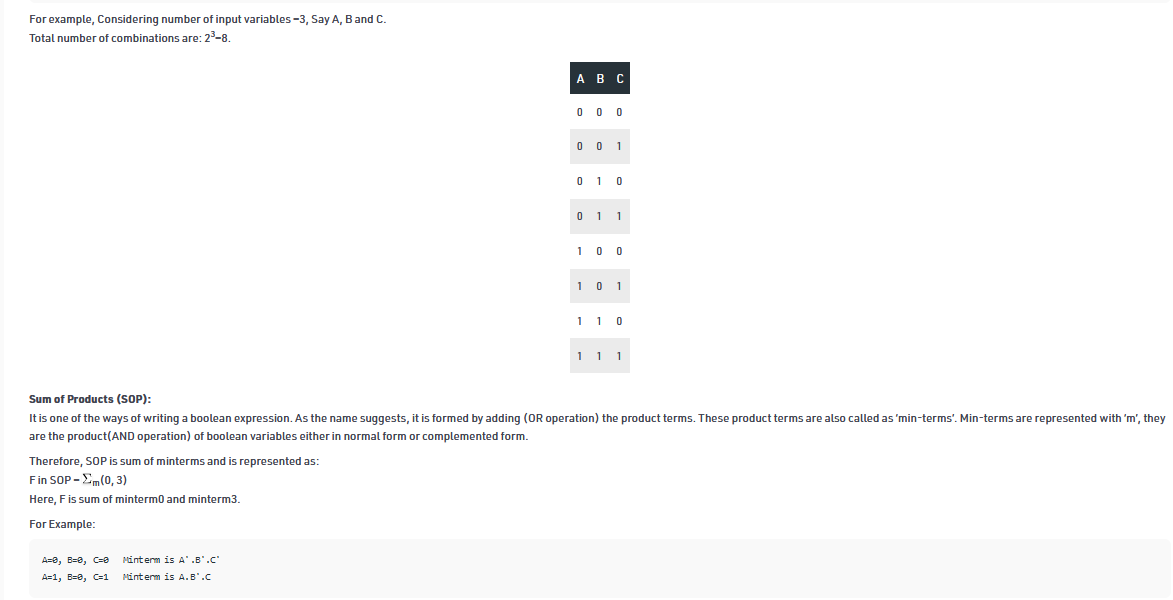 For example, Considering number of input variables =3, Say A, B and C.
Total number of combinations are: 2³=8.
A B C
0 0 0
0 0 1
0 1 0
0 1 1
1 0 0
1 0 1
1 1 0
1 1 1
Sum of Products (SOP):
It is one of the ways of writing a boolean expression. As the name suggests, it is formed by adding (OR operation) the product terms. These product terms are also called as 'min-terms'. Min-terms are represented with 'm', they
are the product(AND operation) of boolean variables either in normal form or complemented form.
Therefore, SOP is sum of minterms and is represented as:
F in SOP = Σm(0, 3)
Here, F is sum of minterm0 and minterm3.
For Example:
A=0, B=0, C=0 Minterm is A'.B'.C'
A=1, B=0, C=1 Minterm is A.B'.C